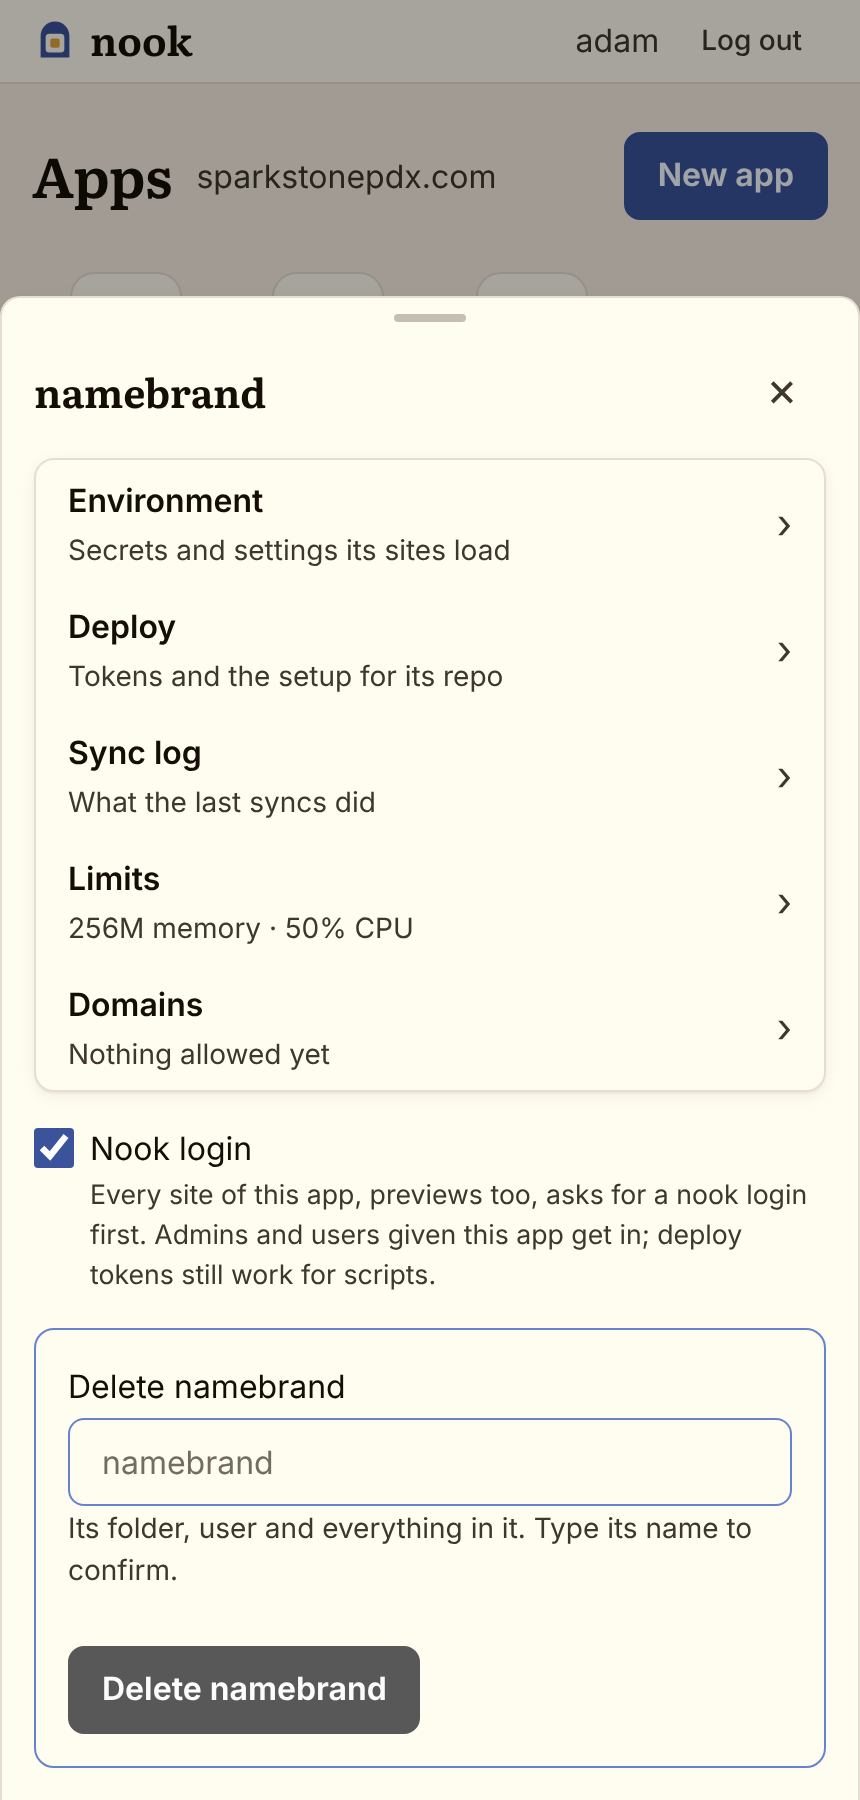 nook
adam
Log out
Apps
sparkstonepdx.com
New app
namebrand
Environment
Secrets and settings its sites load
Deploy
Tokens and the setup for its repo
Sync log
What the last syncs did
Limits
256M memory · 50% CPU
Domains
Nothing allowed yet
Nook login
Every site of this app, previews too, asks for a nook login
first. Admins and users given this app get in; deploy
tokens still work for scripts.
Delete namebrand
namebrand
Its folder, user and everything in it. Type its name to
confirm.
Delete namebrand